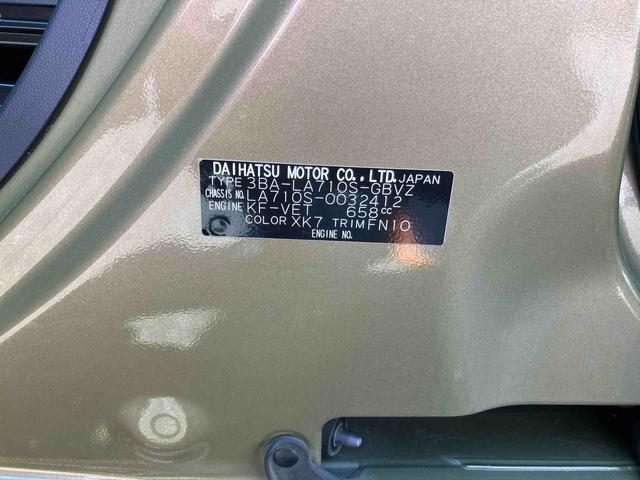 DAIHATSU MOTOR CO., LTD. JAPAN
TYPE 3BA-LA710S-GBVZ
CHASSIS NO. LA710S-0032412
ENGINE KF-VET 658cc
COLOR XK7 TRIM FN10
ENGINE NO.